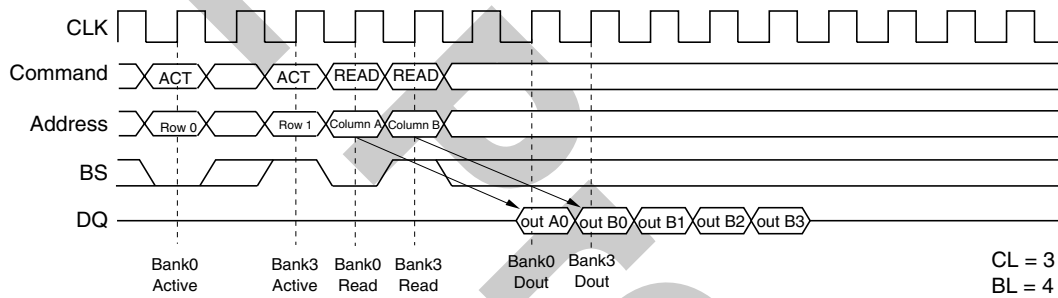 CLK
Command ACT ACT READ READ
Address Row 0 Row 1 Column A Column B
BS
DQ out A0 out B0 out B1 out B2 out B3
Bank0 Active
Bank3 Active
Bank0 Read
Bank3 Read
Bank0 Dout
Bank3 Dout
CL = 3
BL = 4